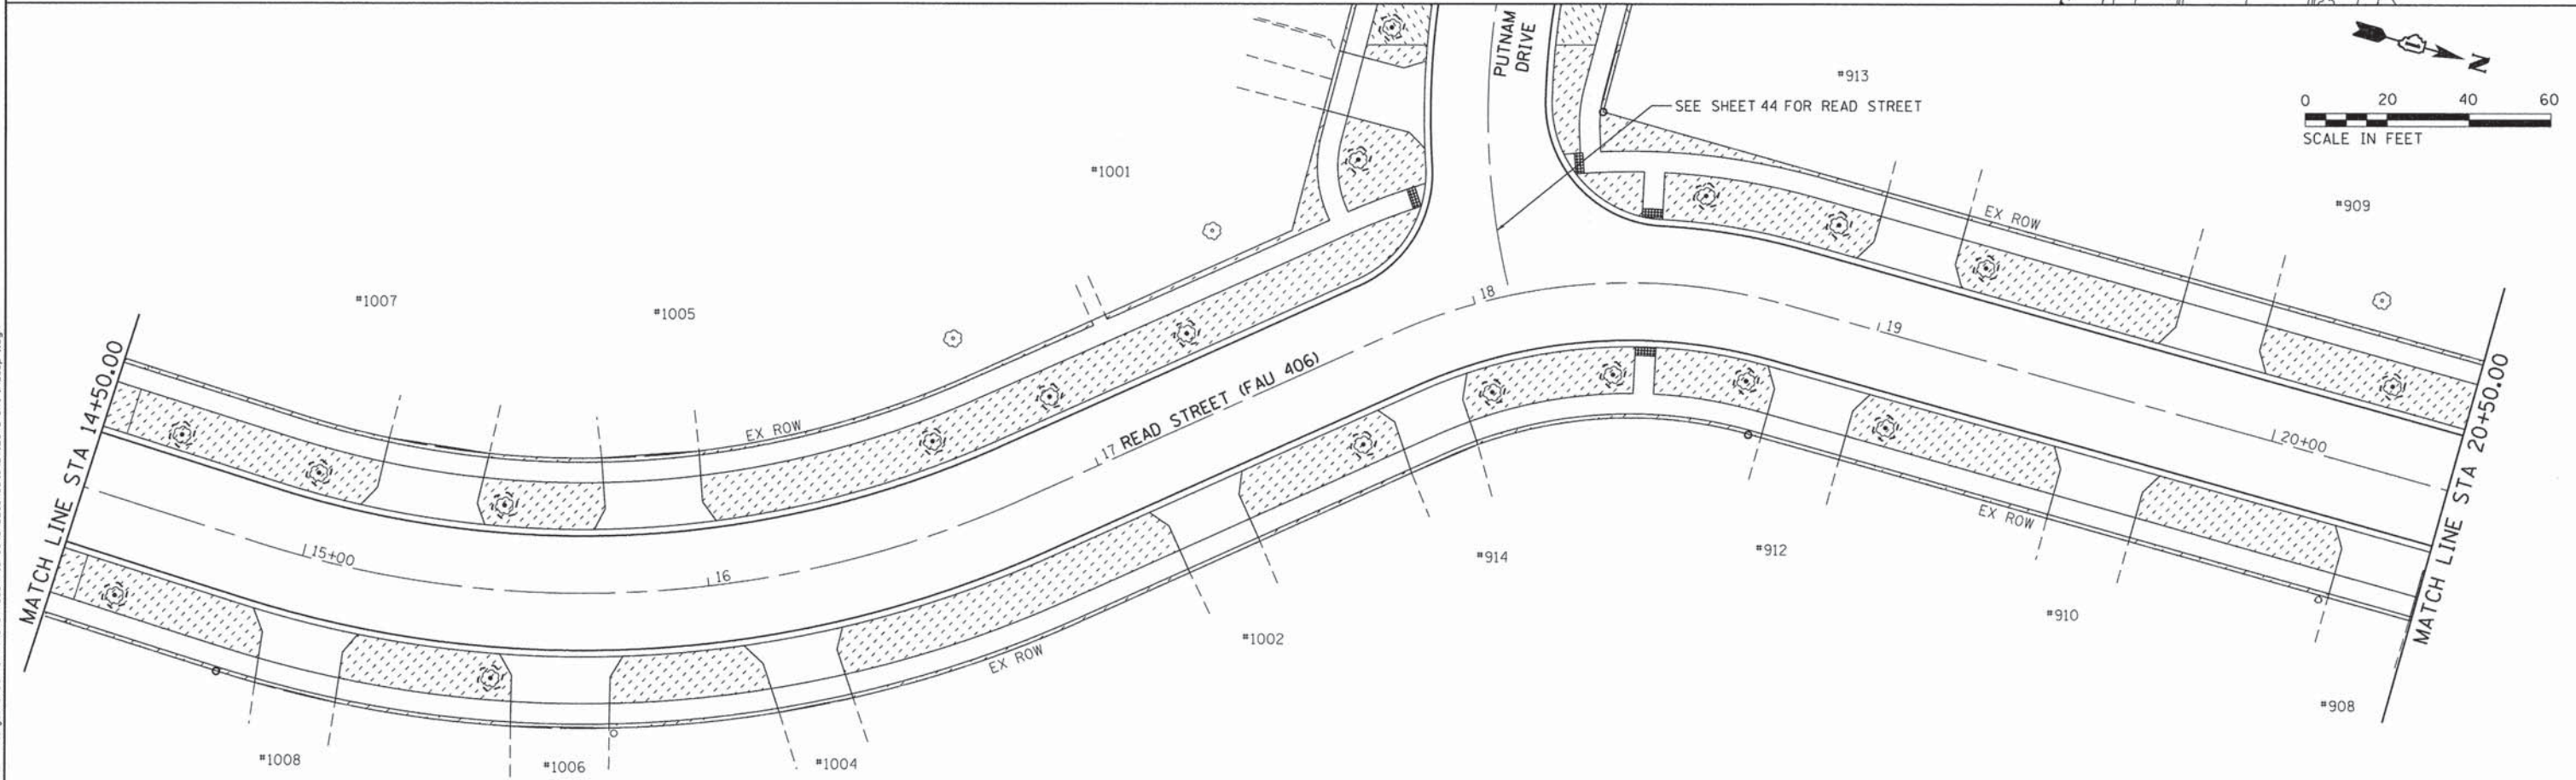 PUTNAM
DRIVE
N
#913
SEE SHEET 44 FOR READ STREET
0 20 40 60
SCALE IN FEET
#1001
#909
EX ROW
#1007
#1005
18
19
MATCH LINE STA 14+50.00
READ STREET (FAU 406)
EX ROW
17
20+00
MATCH LINE STA 20+50.00
15+00
16
EX ROW
#914
#912
#910
#1002
EX ROW
#908
#1008
#1006
#1004